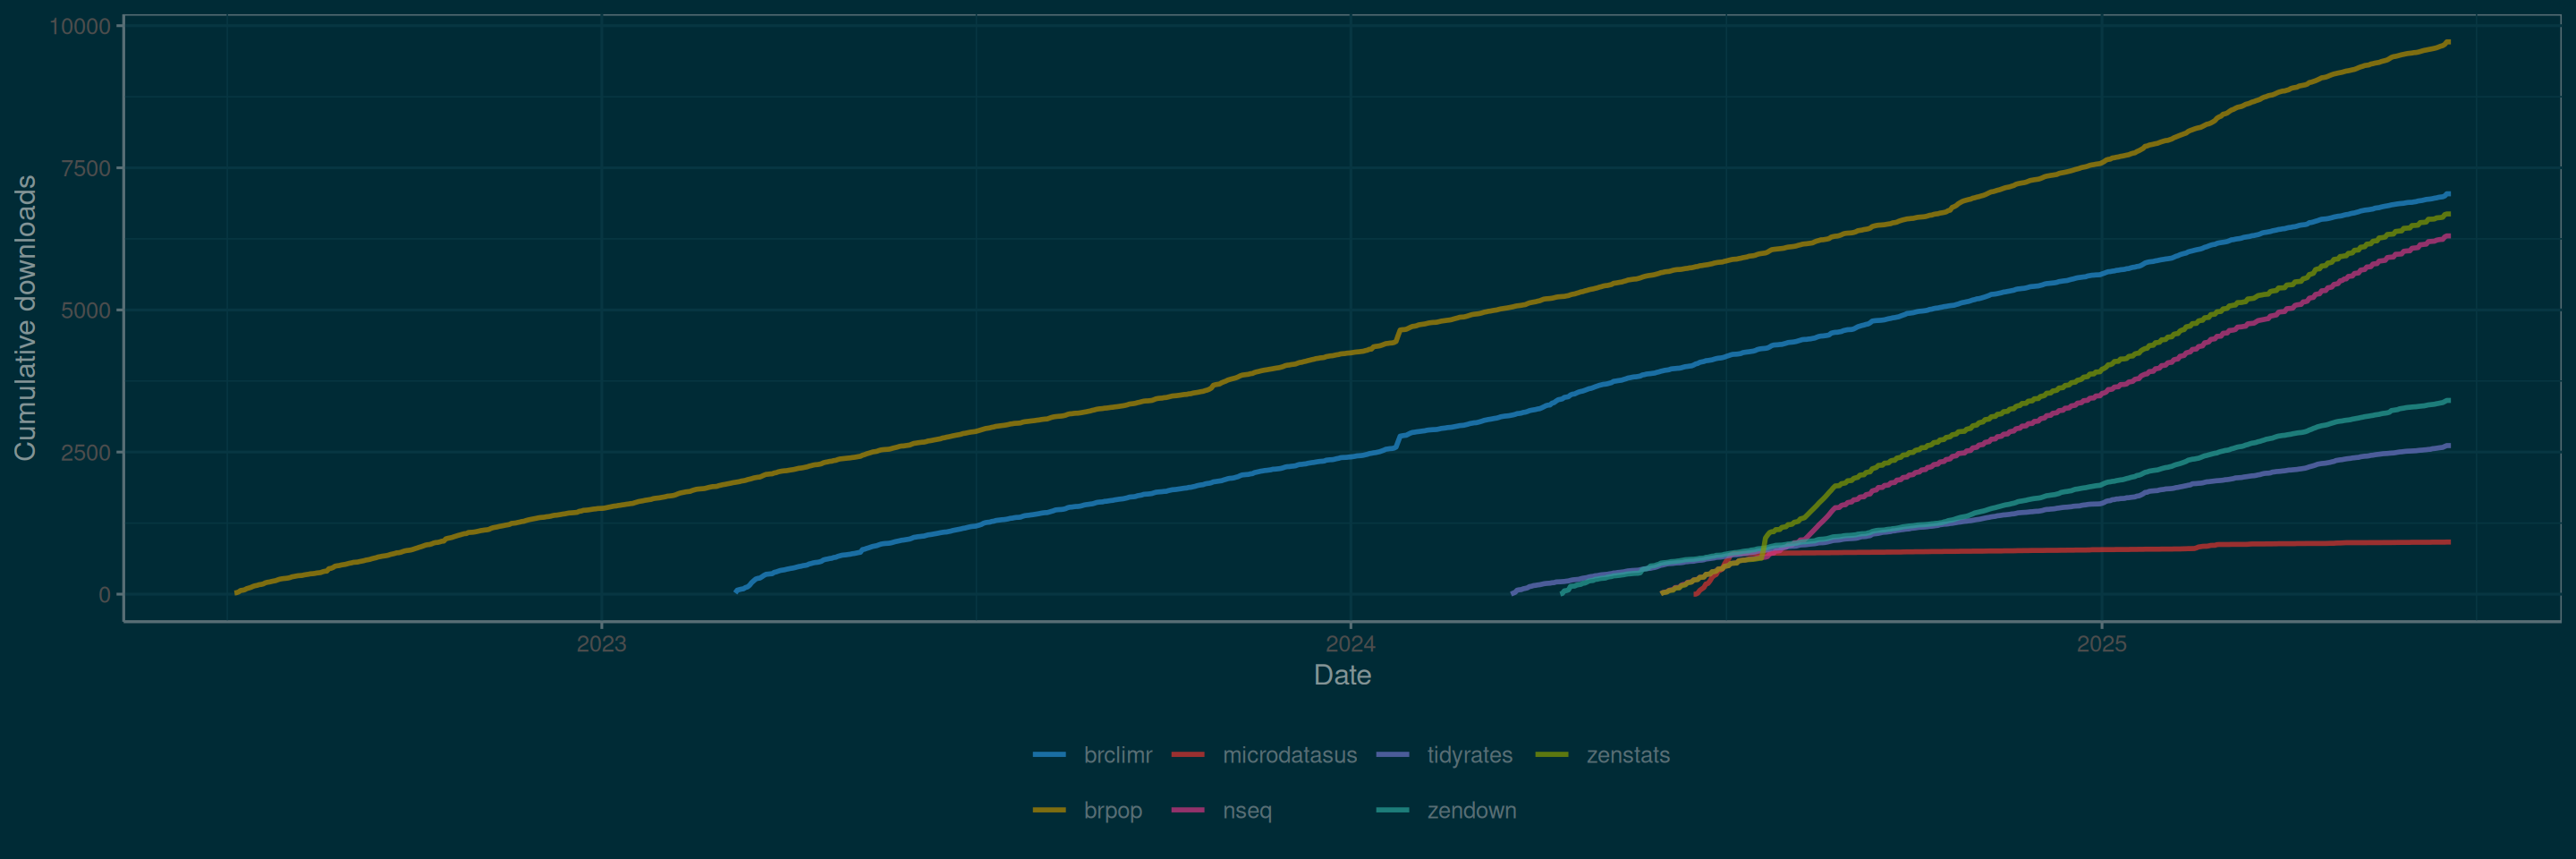 10000
7500
5000
2500
0
Cumulative downloads
2023 2024 2025
Date
brclimr microdatasus tidyrates zenstats
brpop nseq zendown